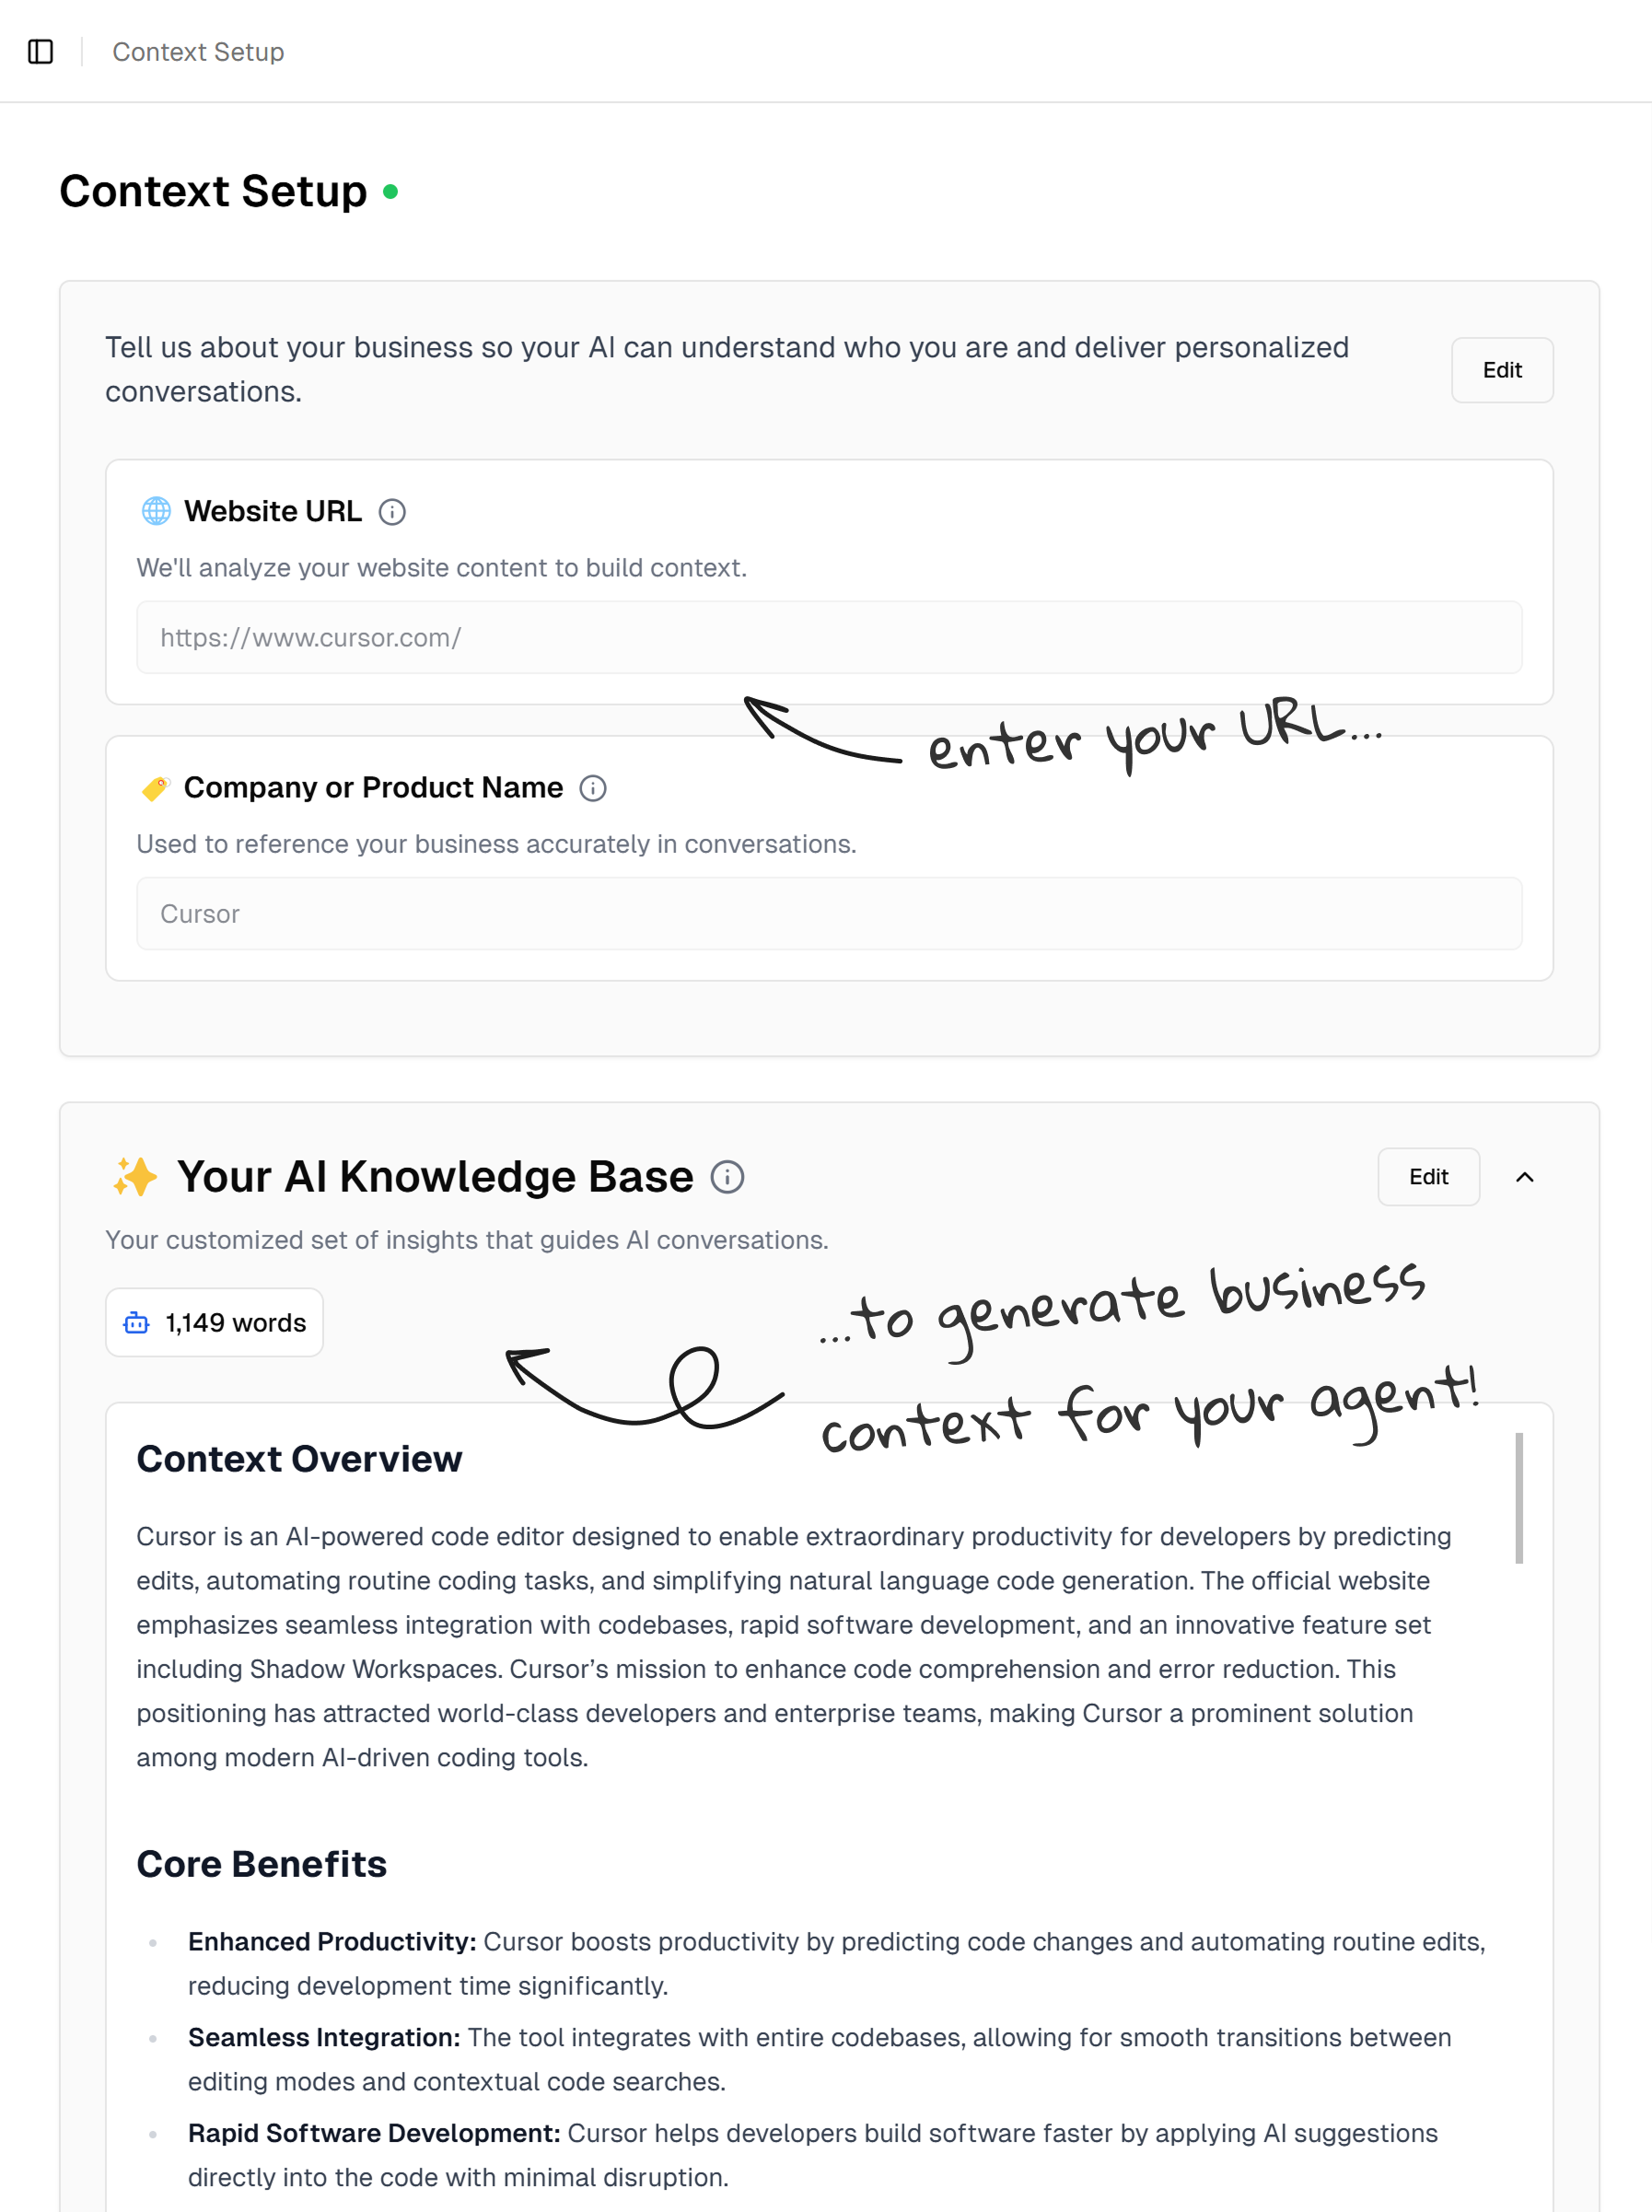 Context Setup
Context Setup
Tell us about your business so your AI can understand who you are and deliver personalized
conversations.
Edit
Website URL
We'll analyze your website content to build context.
https://www.cursor.com/
enter your URL...
Company or Product Name
Used to reference your business accurately in conversations.
Cursor
Your AI Knowledge Base
Edit
Your customized set of insights that guides AI conversations.
1,149 words
...to generate business
context for your agent!
Context Overview
Cursor is an AI-powered code editor designed to enable extraordinary productivity for developers by predicting
edits, automating routine coding tasks, and simplifying natural language code generation. The official website
emphasizes seamless integration with codebases, rapid software development, and an innovative feature set
including Shadow Workspaces. Cursor’s mission to enhance code comprehension and error reduction. This
positioning has attracted world-class developers and enterprise teams, making Cursor a prominent solution
among modern AI-driven coding tools.
Core Benefits
Enhanced Productivity: Cursor boosts productivity by predicting code changes and automating routine edits,
reducing development time significantly.
Seamless Integration: The tool integrates with entire codebases, allowing for smooth transitions between
editing modes and contextual code searches.
Rapid Software Development: Cursor helps developers build software faster by applying AI suggestions
directly into the code with minimal disruption.